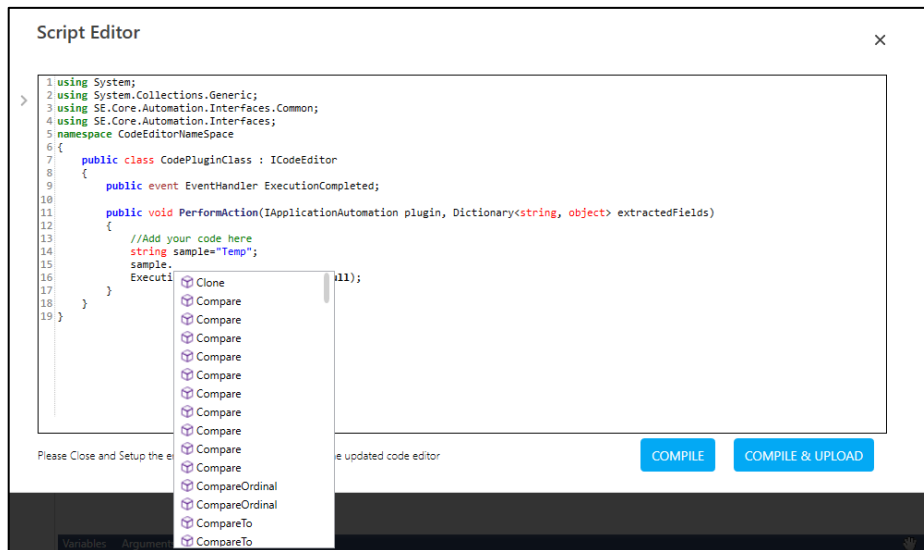 Script Editor
1 using System;
2 using System.Collections.Generic;
3 using SE.Core.Automation.Interfaces.Common;
4 using SE.Core.Automation.Interfaces;
5 namespace CodeEditorNameSpace
6 {
7 public class CodePluginClass : ICodeEditor
8 {
9 public event EventHandler ExecutionCompleted;
10
11 public void PerformAction(IApplicationAutomation plugin, Dictionary<string, object> extractedFields)
12 {
13 //Add your code here
14 string sample="Temp";
15 sample.
16 Executi ull);
17 }
18 }
19 }
Clone
Compare
Compare
Compare
Compare
Compare
Compare
Compare
Compare
Compare
Compare
CompareOrdinal
CompareOrdinal
CompareTo
CompareTo
Please Close and Setup the e e updated code editor
COMPILE
COMPILE & UPLOAD
Variables Argument